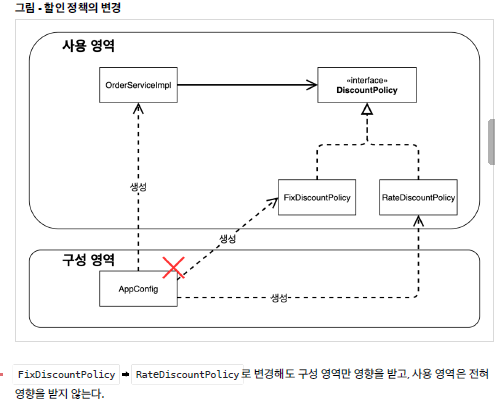 그림 - 할인 정책의 변경
사용 영역
OrderServiceImpl
«interface»
DiscountPolicy
생성
FixDiscountPolicy
RateDiscountPolicy
생성
구성 영역
AppConfig
생성
FixDiscountPolicy ➡ RateDiscountPolicy 로 변경해도 구성 영역만 영향을 받고, 사용 영역은 전혀
영향을 받지 않는다.